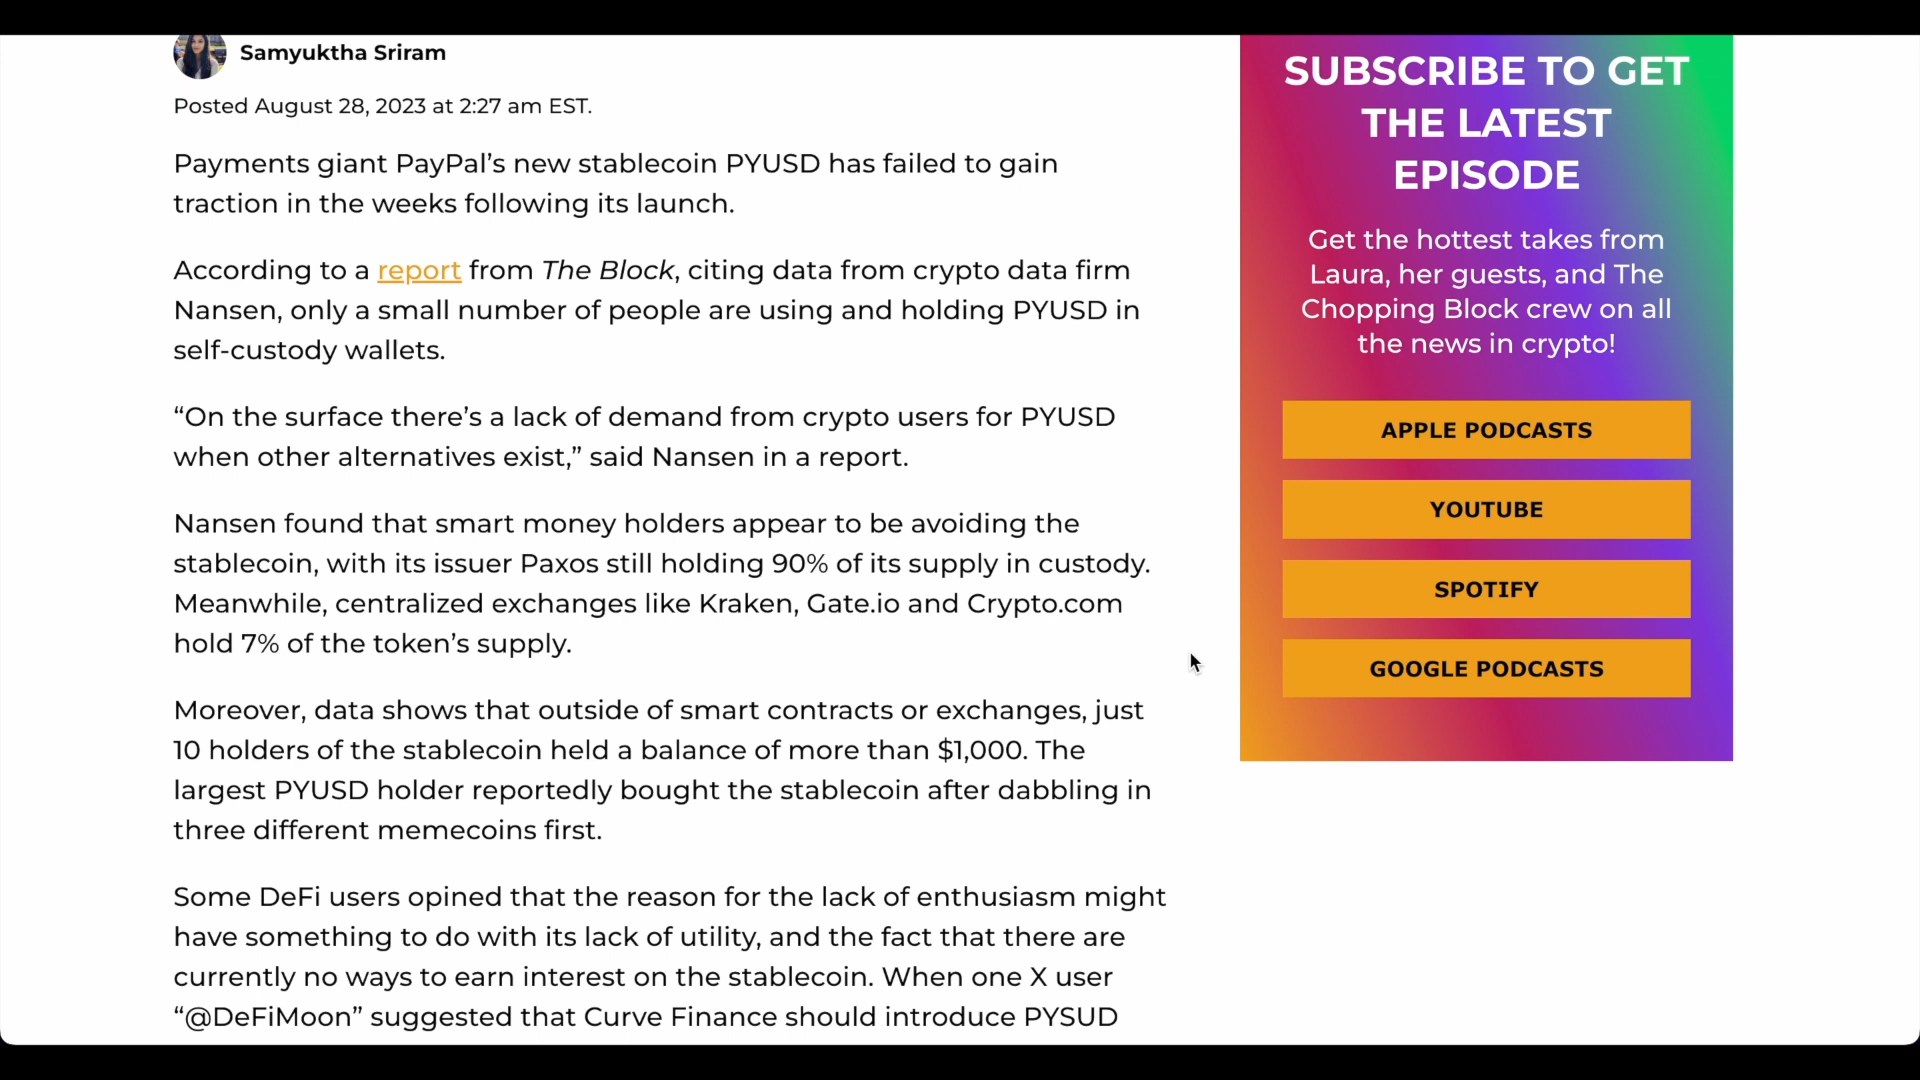 Samyuktha Sriram
Posted August 28, 2023 at 2:27 am EST.
Payments giant PayPal’s new stablecoin PYUSD has failed to gain
traction in the weeks following its launch.
According to a report from The Block, citing data from crypto data firm
Nansen, only a small number of people are using and holding PYUSD in
self-custody wallets.
“On the surface there’s a lack of demand from crypto users for PYUSD
when other alternatives exist,” said Nansen in a report.
Nansen found that smart money holders appear to be avoiding the
stablecoin, with its issuer Paxos still holding 90% of its supply in custody.
Meanwhile, centralized exchanges like Kraken, Gate.io and Crypto.com
hold 7% of the token’s supply.
Moreover, data shows that outside of smart contracts or exchanges, just
10 holders of the stablecoin held a balance of more than $1,000. The
largest PYUSD holder reportedly bought the stablecoin after dabbling in
three different memecoins first.
Some DeFi users opined that the reason for the lack of enthusiasm might
have something to do with its lack of utility, and the fact that there are
currently no ways to earn interest on the stablecoin. When one X user
“@DeFiMoon” suggested that Curve Finance should introduce PYSUD
SUBSCRIBE TO GET
THE LATEST
EPISODE
Get the hottest takes from
Laura, her guests, and The
Chopping Block crew on all
the news in crypto!
APPLE PODCASTS
YOUTUBE
SPOTIFY
GOOGLE PODCASTS